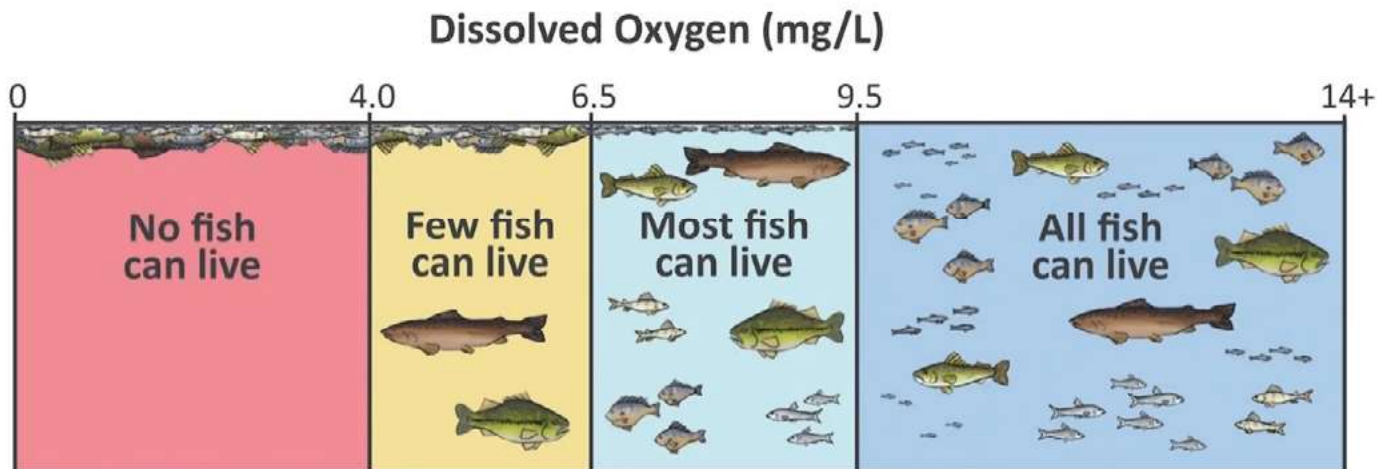 Dissolved Oxygen (mg/L)
0 4.0 6.5 9.5 14+
No fish
can live
Few fish
can live
Most fish
can live
All fish
can live